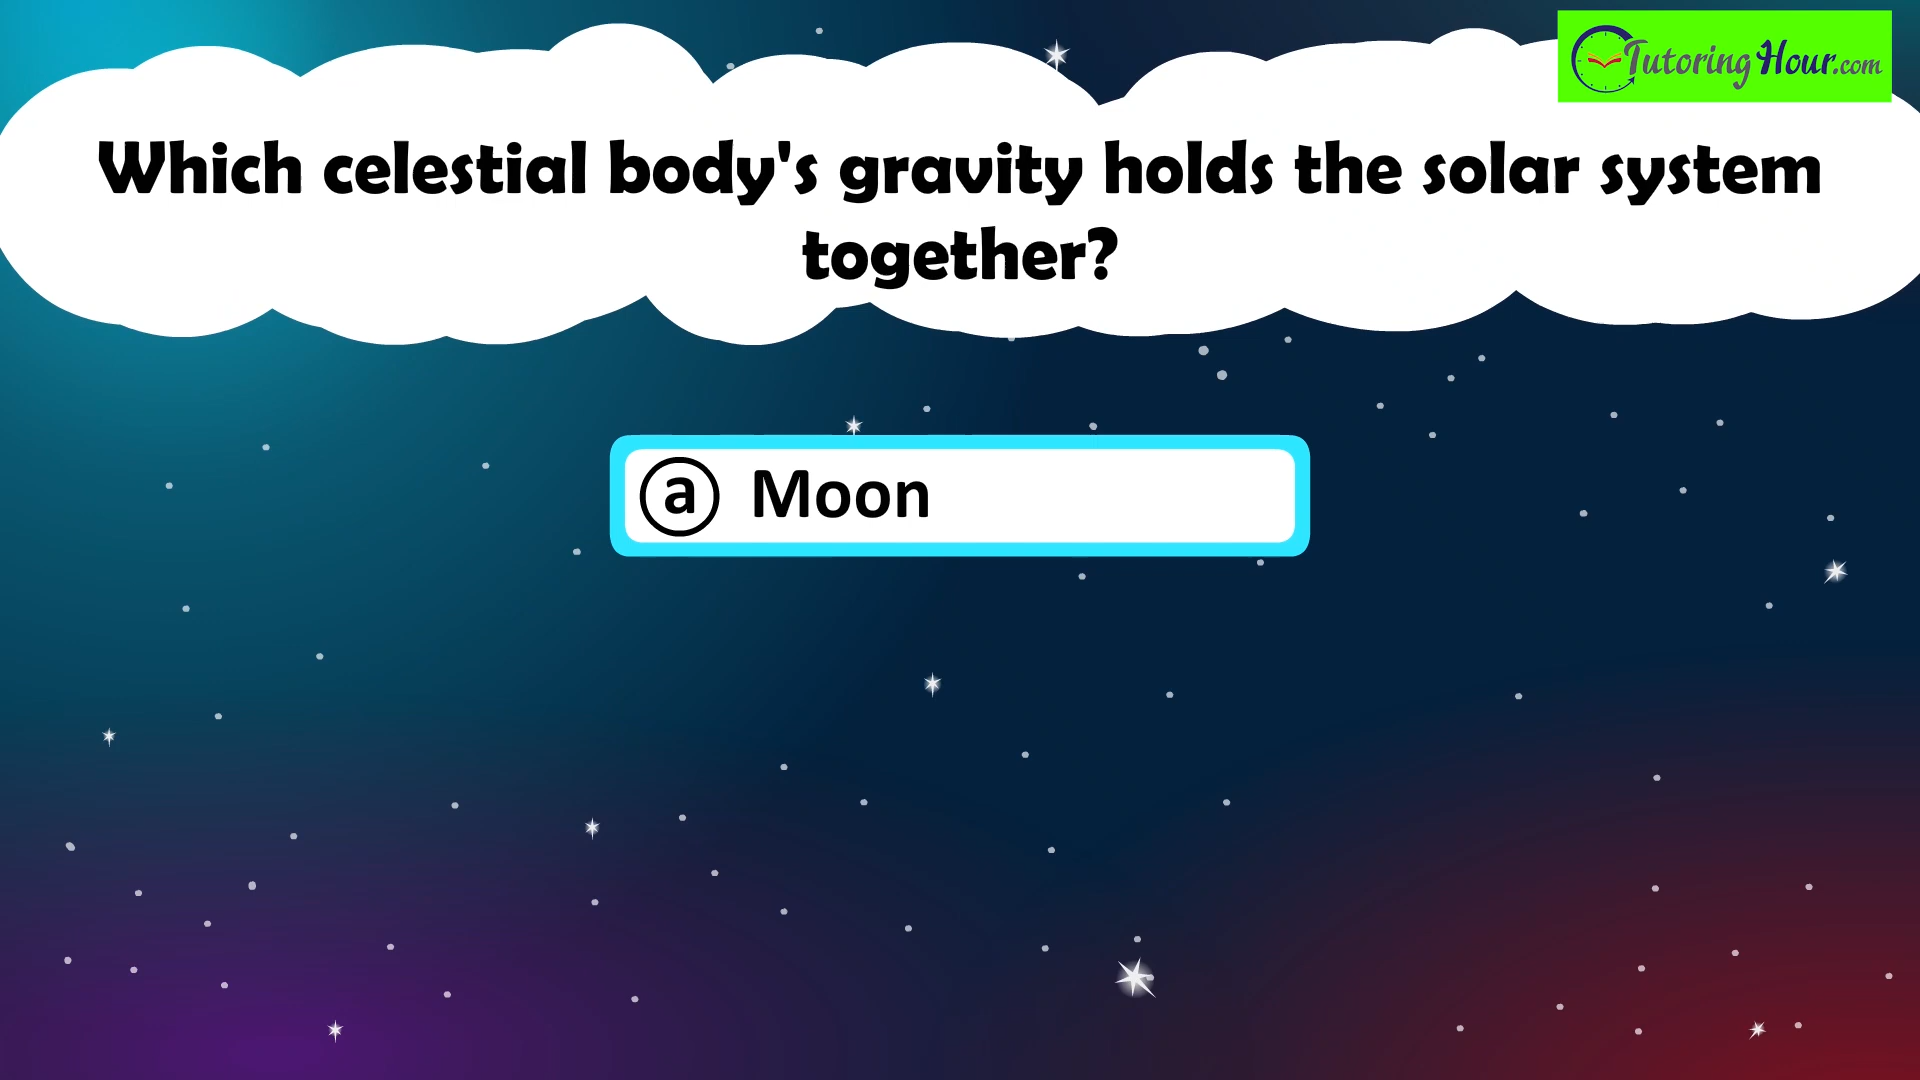 TutoringHour.com
Which celestial body's gravity holds the solar system
together?
a Moon